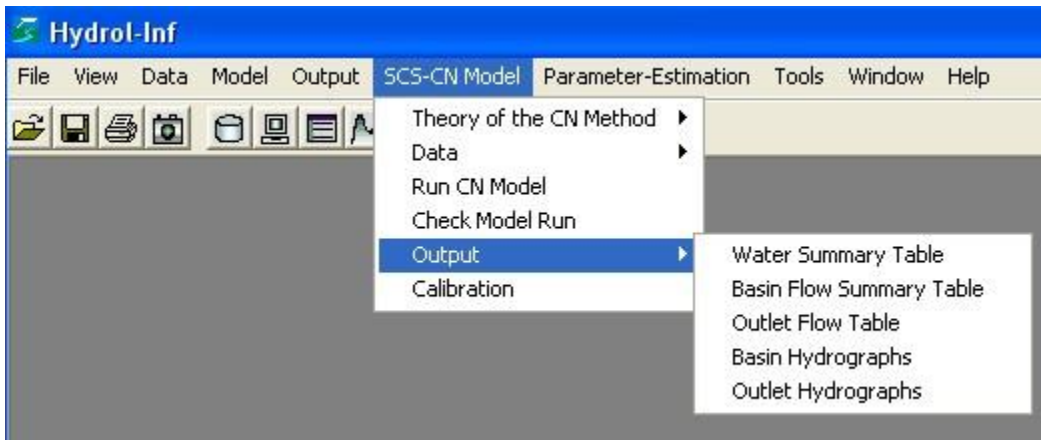 Hydrol-Inf
File View Data Model Output SCS-CN Model Parameter-Estimation Tools Window Help
Theory of the CN Method
Data
Run CN Model
Check Model Run
Output
Calibration
Water Summary Table
Basin Flow Summary Table
Outlet Flow Table
Basin Hydrographs
Outlet Hydrographs